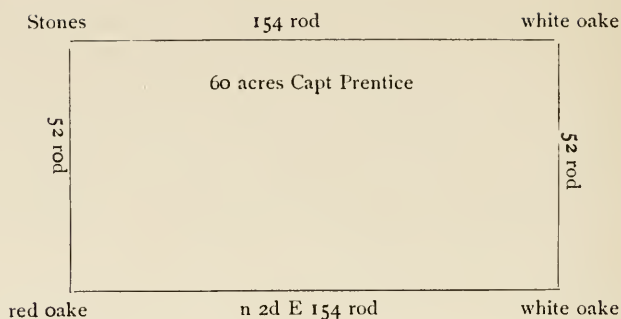 Stones 154 rod white oake
60 acres Capt Prentice
52 rod
52 rod
red oake n 2d E 154 rod white oake